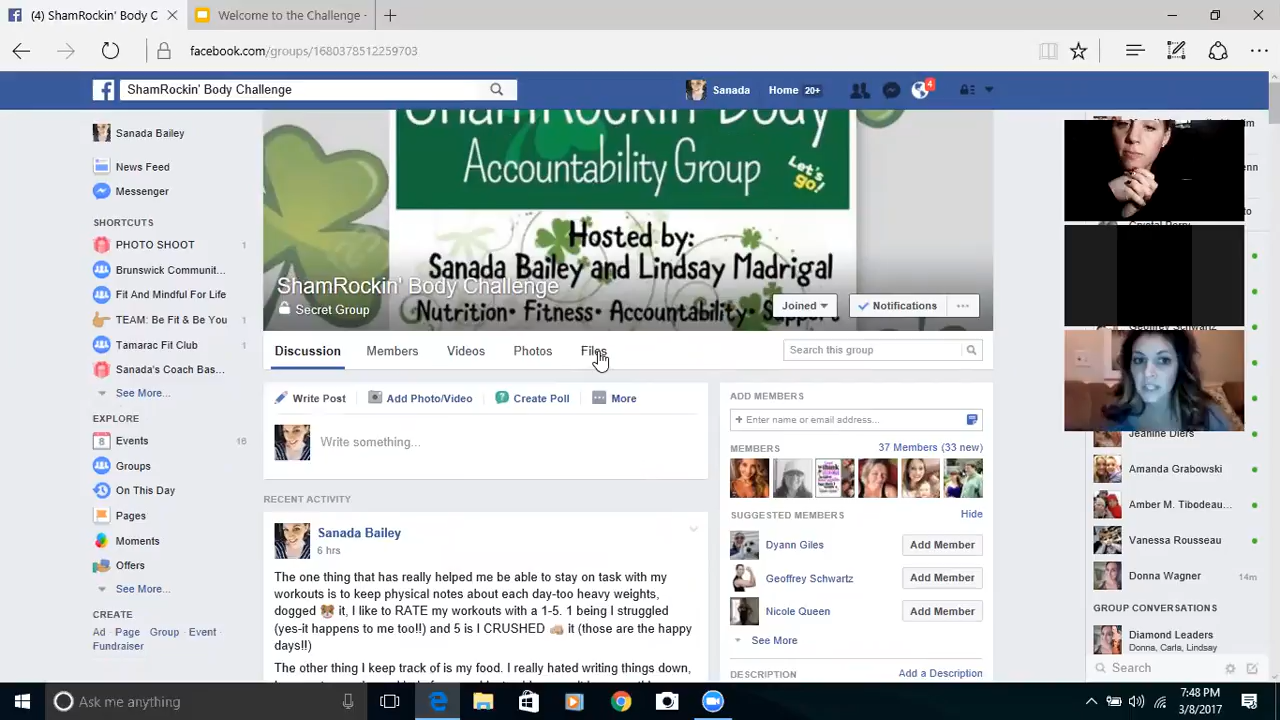 (4) ShamRockin' Body C
Welcome to the Challenge -
facebook.com/groups/1680378512259703
ShamRockin' Body Challenge
Sanada
Home 20+
4
Sanada Bailey
News Feed
Messenger
SHORTCUTS
PHOTO SHOOT 1
Brunswick Communit...
Fit And Mindful For Life
TEAM: Be Fit & Be You 1
Tamarac Fit Club 1
Sanada's Coach Bas...
See More...
EXPLORE
Events 16
Groups
On This Day
Pages
Moments
Offers
See More...
CREATE
Ad Page Group Event
Fundraiser
ShamRockin' Body
Accountability Group
Let's go!
Hosted by:
Sanada Bailey and Lindsay Madrigal
Nutrition• Fitness• Accountability• Support
ShamRockin' Body Challenge
Secret Group
Joined
Notifications
Discussion Members Videos Photos Files
Search this group
Write Post Add Photo/Video Create Poll More
Write something...
RECENT ACTIVITY
Sanada Bailey
6 hrs
The one thing that has really helped me be able to stay on task with my
workouts is to keep physical notes about each day-too heavy weights,
dogged it, I like to RATE my workouts with a 1-5. 1 being I struggled
(yes-it happens to me too!!) and 5 is I CRUSHED it (those are the happy
days!!)
The other thing I keep track of is my food. I really hated writing things down,
ADD MEMBERS
+ Enter name or email address...
MEMBERS 37 Members (33 new)
SUGGESTED MEMBERS Hide
Dyann Giles Add Member
Geoffrey Schwartz Add Member
Nicole Queen Add Member
See More
DESCRIPTION Add a Description
Crystal Perry
Geoffrey Schwartz
Jeanine Diers
Amanda Grabowski
Amber M. Tibodeau...
Vanessa Rousseau
Donna Wagner 14m
GROUP CONVERSATIONS
Diamond Leaders
Donna, Carla, Lindsay
Search
Ask me anything
7:48 PM
3/8/2017